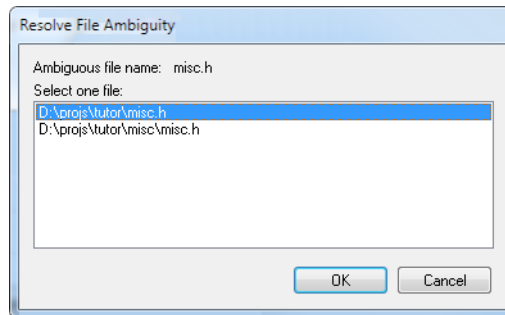 Resolve File Ambiguity
Ambiguous file name: misc.h
Select one file:
D:\projs\tutor\misc.h
D:\projs\tutor\misc\misc.h
OK Cancel